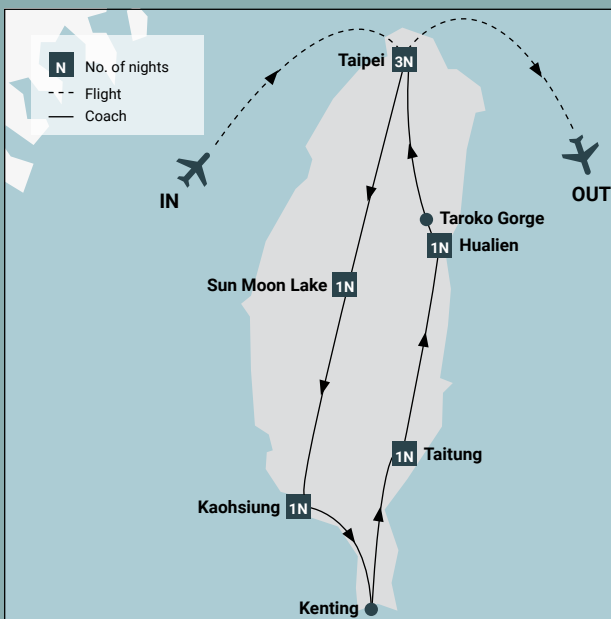 N No. of nights
Flight
Coach
Taipei 3N
IN
OUT
Taroko Gorge
1N Hualien
Sun Moon Lake 1N
1N Taitung
Kaohsiung 1N
Kenting